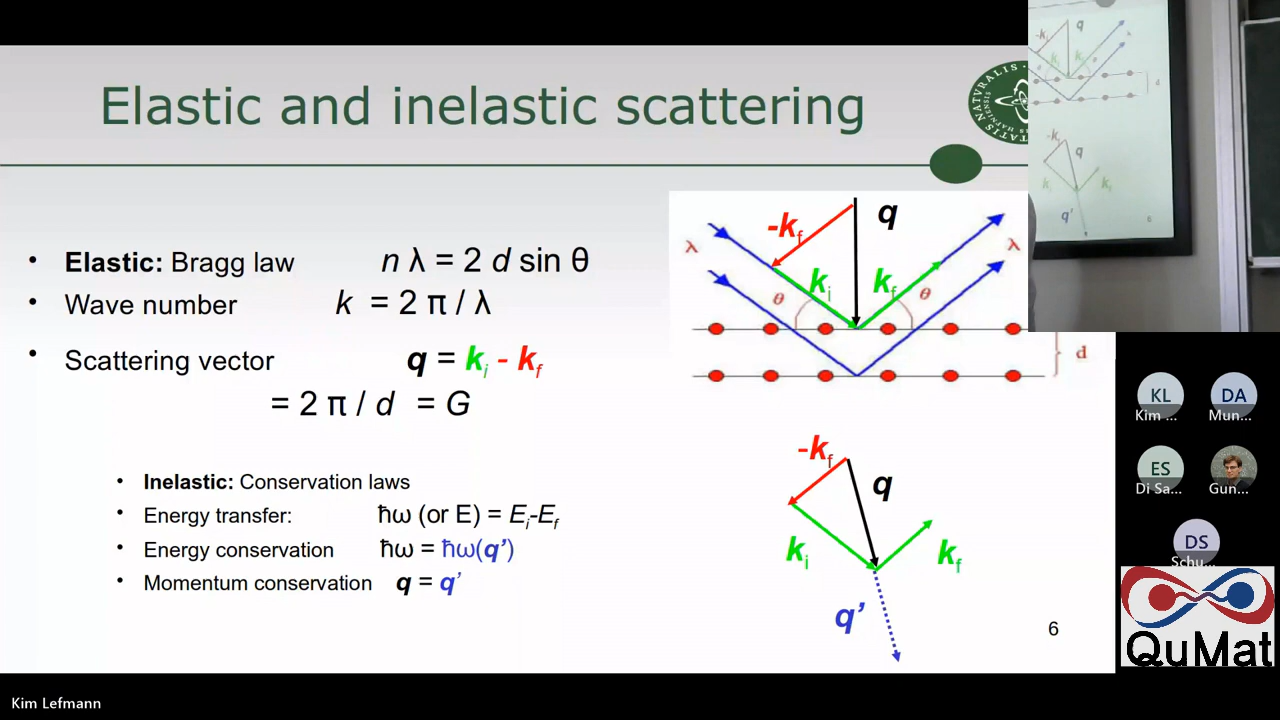 Elastic and inelastic scattering
• Elastic: Bragg law n λ = 2 d sin θ
• Wave number k = 2 π / λ
• Scattering vector q = ki - kf
= 2 π / d = G
• Inelastic: Conservation laws
• Energy transfer: ħω (or E) = Ei-Ef
• Energy conservation ħω = ħω(q’)
• Momentum conservation q = q’
-kf q
λ λ
ki kf
θ θ
d
-kf
q
ki kf
q’
6
q
-k
q
q'
6
KL DA
Kim ... Mun...
ES
Di Sa... Gun...
DS
Schu...
QuMat
Kim Lefmann